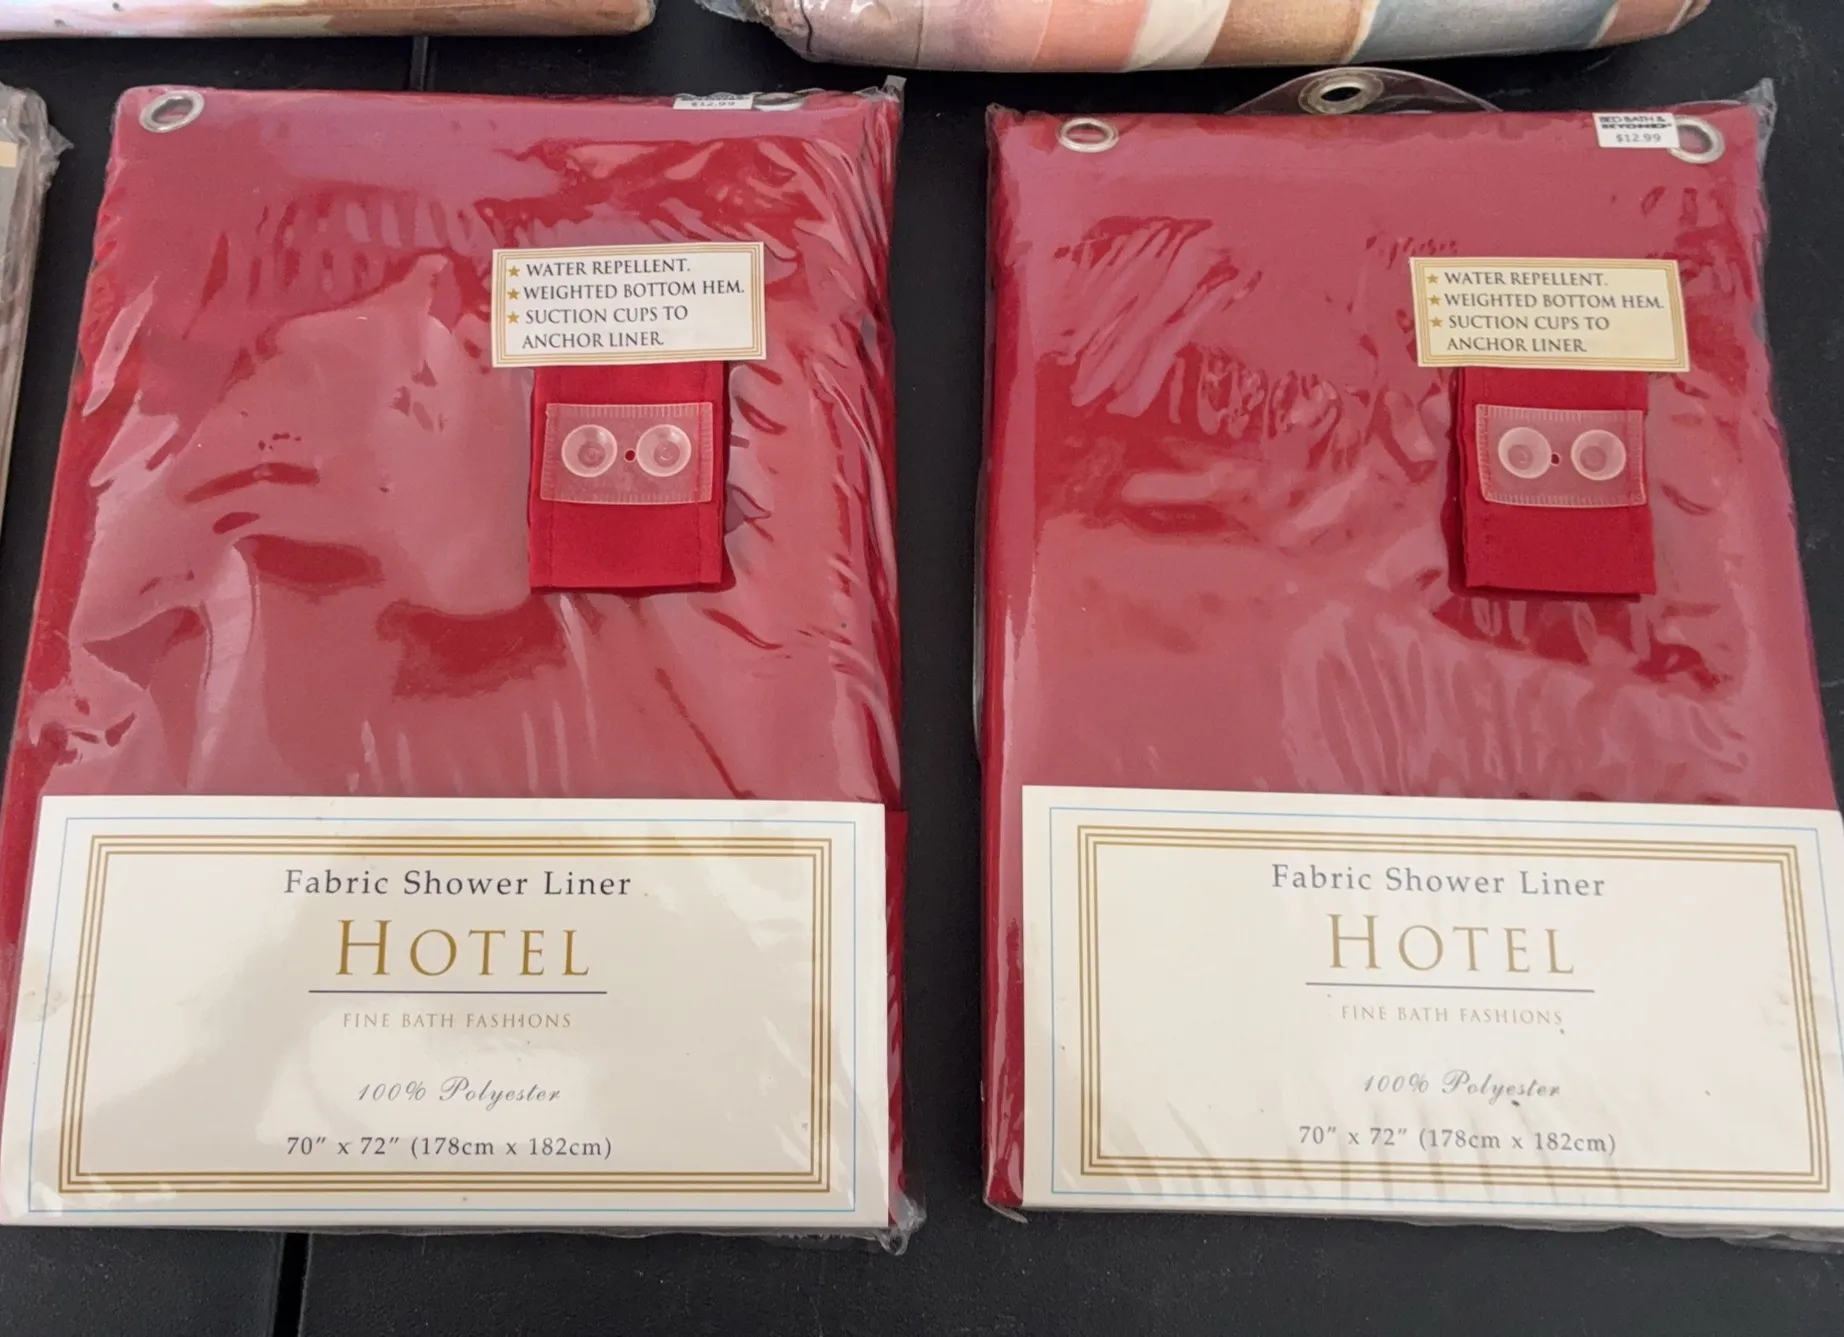 $12.99
★ WATER REPELLENT.
★ WEIGHTED BOTTOM HEM.
★ SUCTION CUPS TO
ANCHOR LINER.
Fabric Shower Liner
HOTEL
FINE BATH FASHIONS
100% Polyester
70" x 72" (178cm x 182cm)
BED BATH &
BEYOND
$12.99
★ WATER REPELLENT.
★ WEIGHTED BOTTOM HEM.
★ SUCTION CUPS TO
ANCHOR LINER.
Fabric Shower Liner
HOTEL
FINE BATH FASHIONS
100% Polyester
70" x 72" (178cm x 182cm)